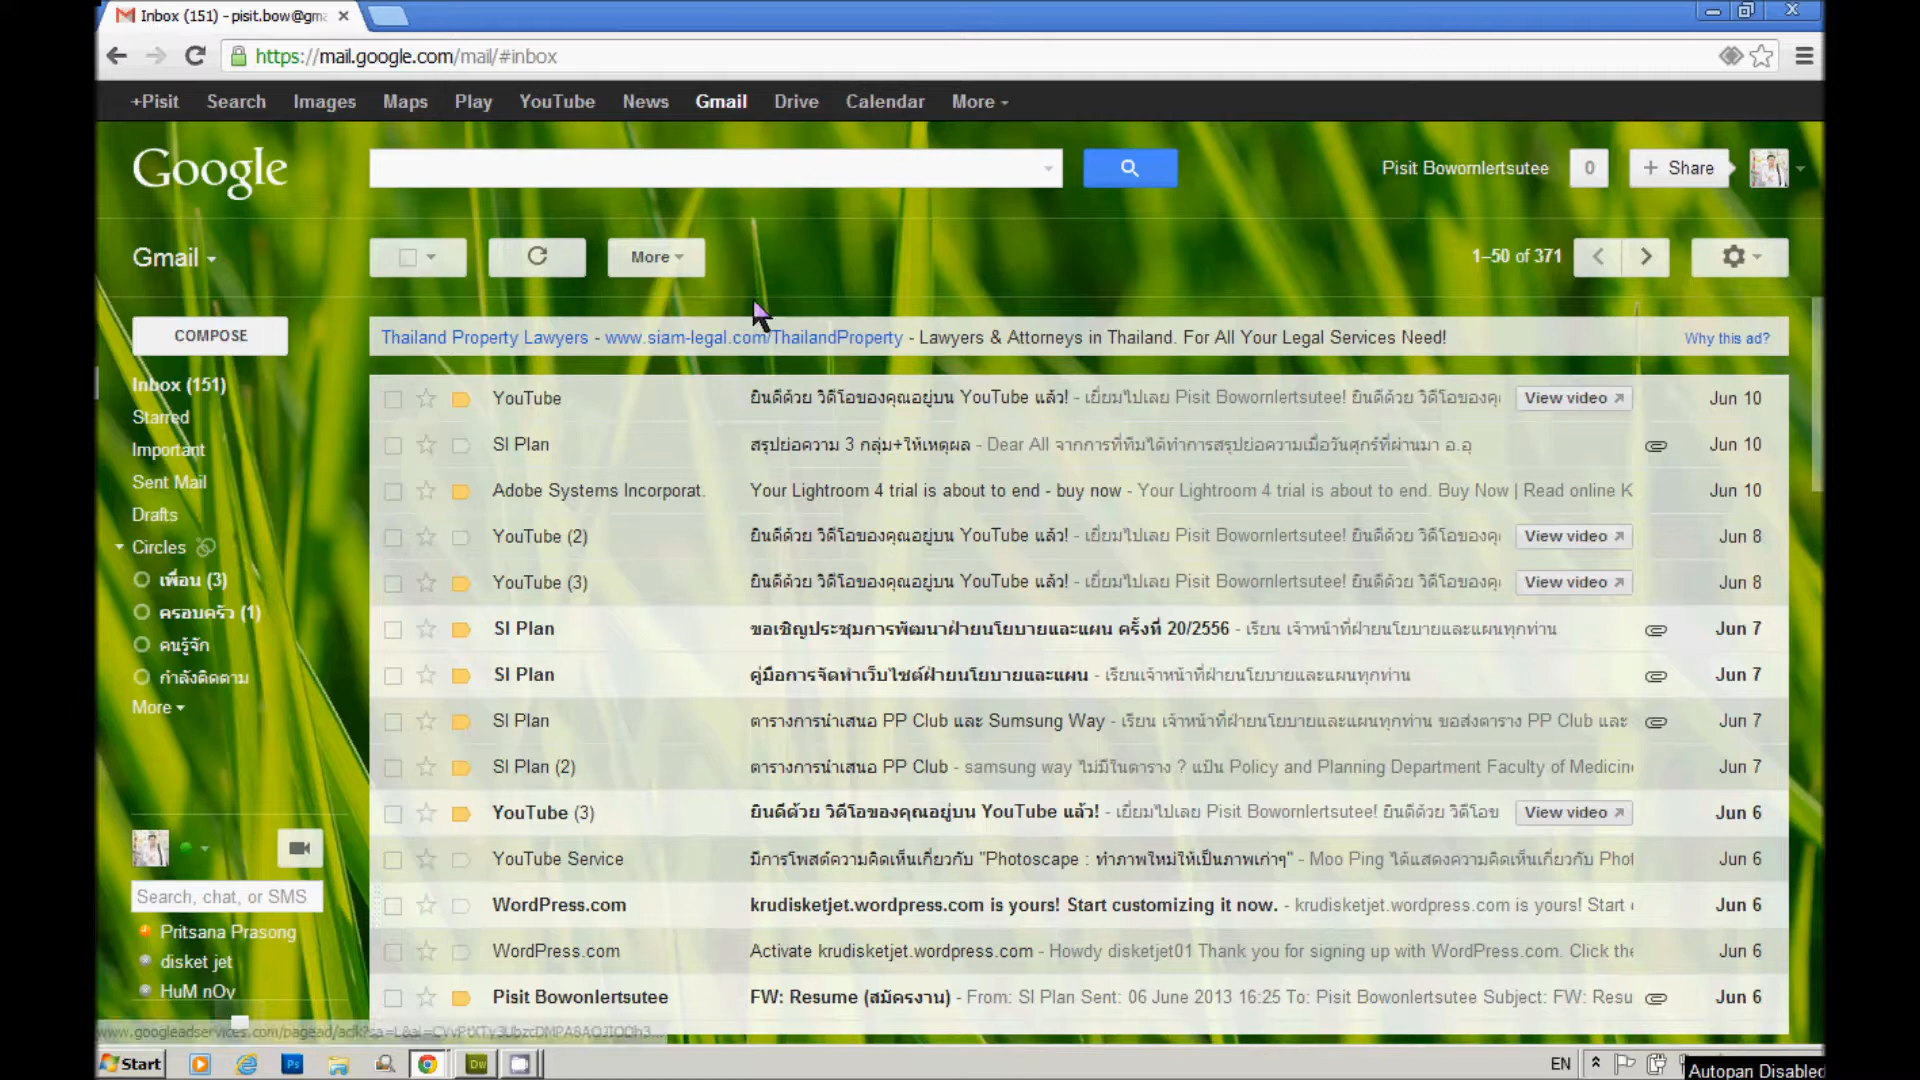 Inbox (151) - pisit.bow@gma
https://mail.google.com/mail/#inbox
+Pisit Search Images Maps Play YouTube News Gmail Drive Calendar More
Google
Pisit Bowornlertsutee 0 + Share
Gmail
More
1–50 of 371
COMPOSE
Thailand Property Lawyers - www.siam-legal.com/ThailandProperty - Lawyers & Attorneys in Thailand. For All Your Legal Services Need! Why this ad?
Inbox (151)
Starred
Important
Sent Mail
Drafts
Circles
เพื่อน (3)
ครอบครัว (1)
คนรู้จัก
กำลังติดตาม
More
YouTube ยินดีด้วย วิดีโอของคุณอยู่บน YouTube แล้ว! - เยี่ยมไปเลย Pisit Bowornlertsutee! ยินดีด้วย วิดีโอของคุ View video Jun 10
SI Plan สรุปย่อความ 3 กลุ่ม+ให้เหตุผล - Dear All จากการที่ทีมได้ทำการสรุปย่อความเมื่อวันศุกร์ที่ผ่านมา อ.อุ Jun 10
Adobe Systems Incorporat. Your Lightroom 4 trial is about to end - buy now - Your Lightroom 4 trial is about to end. Buy Now | Read online K Jun 10
YouTube (2) ยินดีด้วย วิดีโอของคุณอยู่บน YouTube แล้ว! - เยี่ยมไปเลย Pisit Bowornlertsutee! ยินดีด้วย วิดีโอของคุ View video Jun 8
YouTube (3) ยินดีด้วย วิดีโอของคุณอยู่บน YouTube แล้ว! - เยี่ยมไปเลย Pisit Bowornlertsutee! ยินดีด้วย วิดีโอของคุ View video Jun 8
SI Plan ขอเชิญประชุมการพัฒนาฝ่ายนโยบายและแผน ครั้งที่ 20/2556 - เรียน เจ้าหน้าที่ฝ่ายนโยบายและแผนทุกท่าน Jun 7
SI Plan คู่มือการจัดทำเว็บไซต์ฝ่ายนโยบายและแผน - เรียนเจ้าหน้าที่ฝ่ายนโยบายและแผนทุกท่าน Jun 7
SI Plan ตารางการนำเสนอ PP Club และ Sumsung Way - เรียน เจ้าหน้าที่ฝ่ายนโยบายและแผนทุกท่าน ขอส่งตาราง PP Club และ Jun 7
SI Plan (2) ตารางการนำเสนอ PP Club - samsung way ไม่มีในตาราง ? แป้น Policy and Planning Department Faculty of Medicin Jun 7
YouTube (3) ยินดีด้วย วิดีโอของคุณอยู่บน YouTube แล้ว! - เยี่ยมไปเลย Pisit Bowornlertsutee! ยินดีด้วย วิดีโอข View video Jun 6
YouTube Service มีการโพสต์ความคิดเห็นเกี่ยวกับ "Photoscape : ทำภาพใหม่ให้เป็นภาพเก่าๆ" - Moo Ping ได้แสดงความคิดเห็นเกี่ยวกับ Phot Jun 6
WordPress.com krudisketjet.wordpress.com is yours! Start customizing it now. - krudisketjet.wordpress.com is yours! Start Jun 6
WordPress.com Activate krudisketjet.wordpress.com - Howdy disketjet01 Thank you for signing up with WordPress.com. Click the Jun 6
Pisit Bowonlertsutee FW: Resume (สมัครงาน) - From: SI Plan Sent: 06 June 2013 16:25 To: Pisit Bowonlertsutee Subject: FW: Resu Jun 6
Search, chat, or SMS
Pritsana Prasong
disket jet
HuM nOy
Start
EN
Autopan Disabled